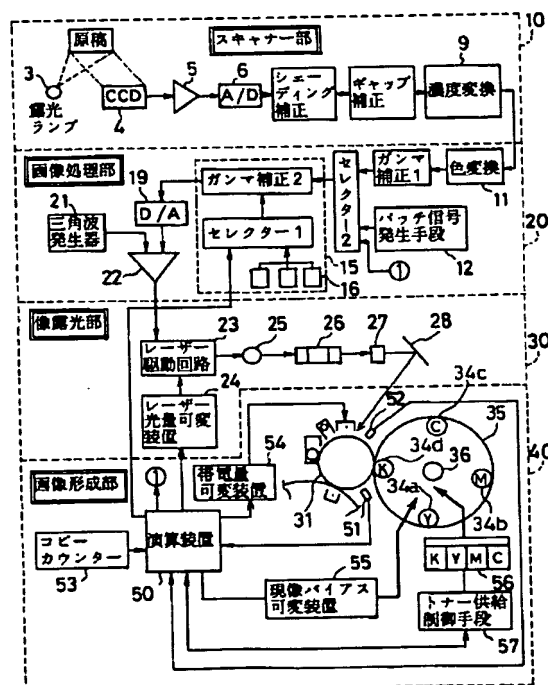 原稿
スキャナー部
10
3
露光
ランプ
CCD
4
5
6
A/D
シェー
ディング
補正
ギャップ
補正
9
濃度変換
画像処理部
21
三角波
発生器
19
D/A
22
ガンマ補正2
セレクター1
15
16
セレクター2
ガンマ
補正1
色変換
11
パッチ信号
発生手段
12
①
20
像露光部
23
レーザー
駆動回路
25
26
27
28
30
24
レーザー
光量可変
装置
34c
C
35
52
54
帯電量
可変装置
34d
K
36
34a
Y
M
34b
40
31
51
画像形成部
①
コピー
カウンター
53
演算装置
50
55
現像バイアス
可変装置
K Y M C
56
トナー供給
制御手段
57